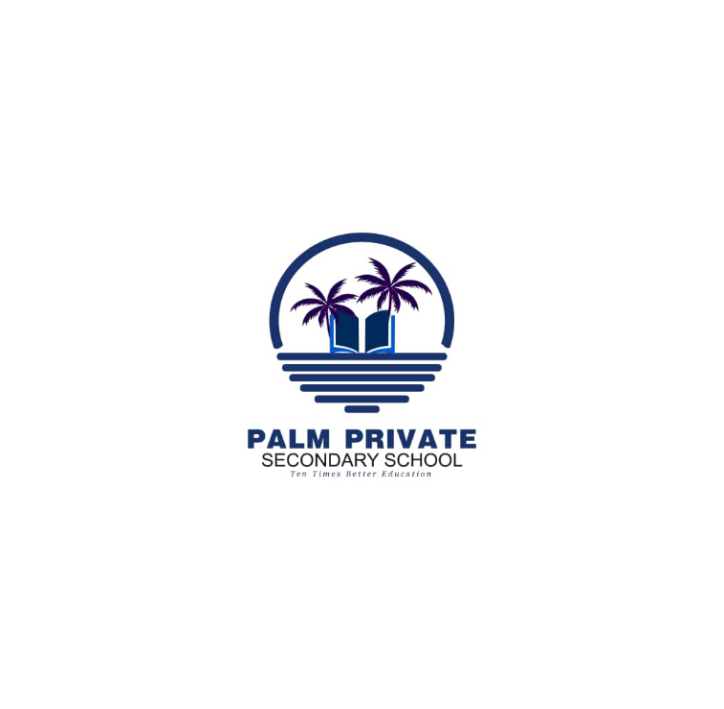 PALM PRIVATE
SECONDARY SCHOOL
Ten Times Better Education